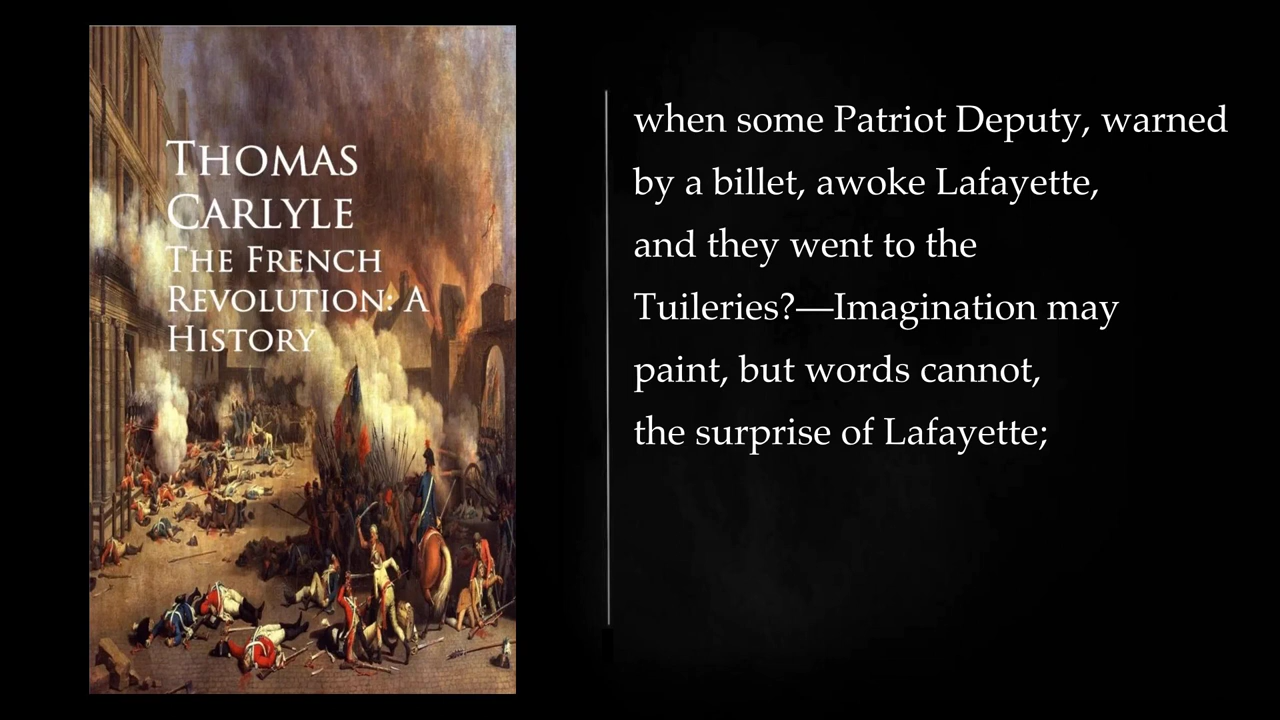 THOMAS
CARLYLE
THE FRENCH
REVOLUTION: A
HISTORY
when some Patriot Deputy, warned
by a billet, awoke Lafayette,
and they went to the
Tuileries?—Imagination may
paint, but words cannot,
the surprise of Lafayette;